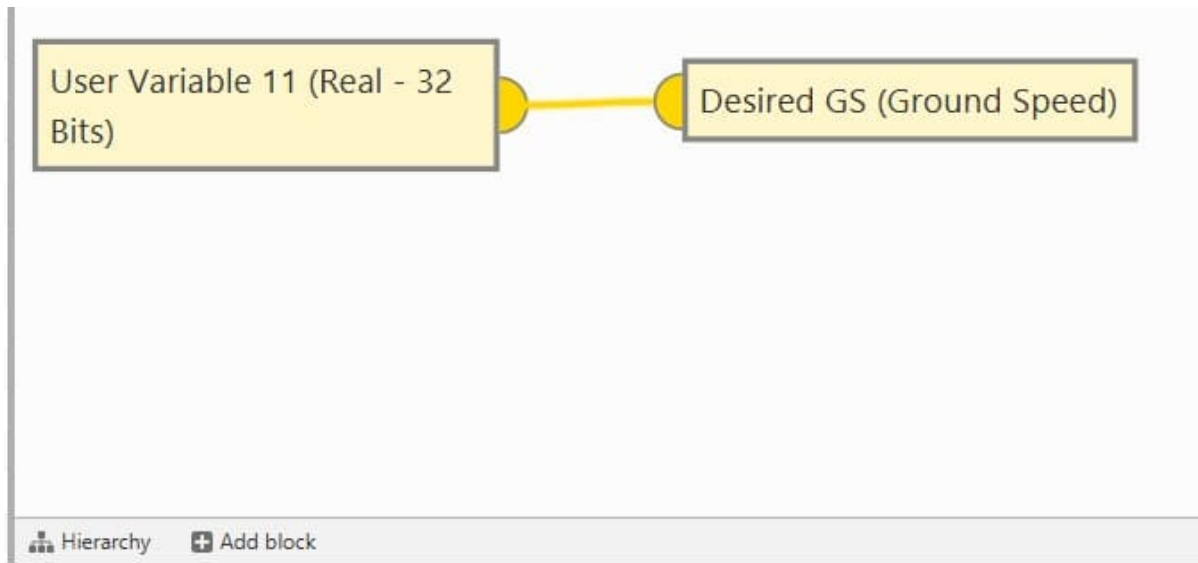 User Variable 11 (Real - 32
Bits)
Desired GS (Ground Speed)
Hierarchy
Add block